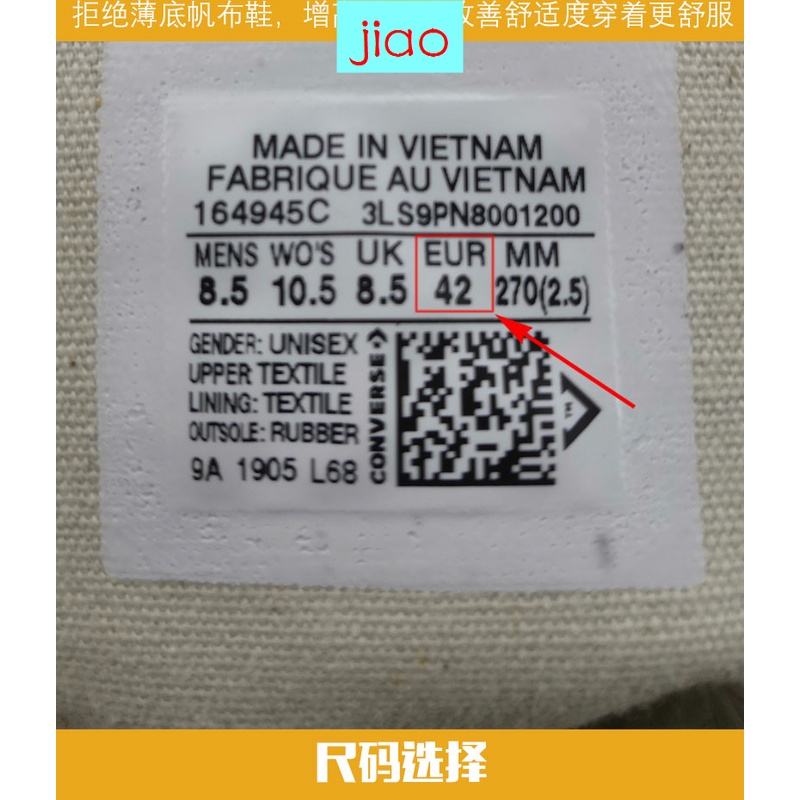 拒绝薄底帆布鞋，增高
改善舒适度穿着更舒服
jiao
MADE IN VIETNAM
FABRIQUE AU VIETNAM
164945C 3LS9PN8001200
MENS WO'S UK EUR MM
8.5 10.5 8.5 42 270(2.5)
GENDER: UNISEX
UPPER TEXTILE
LINING: TEXTILE
OUTSOLE: RUBBER
9A 1905 L68
CONVERSE
TM
尺码选择